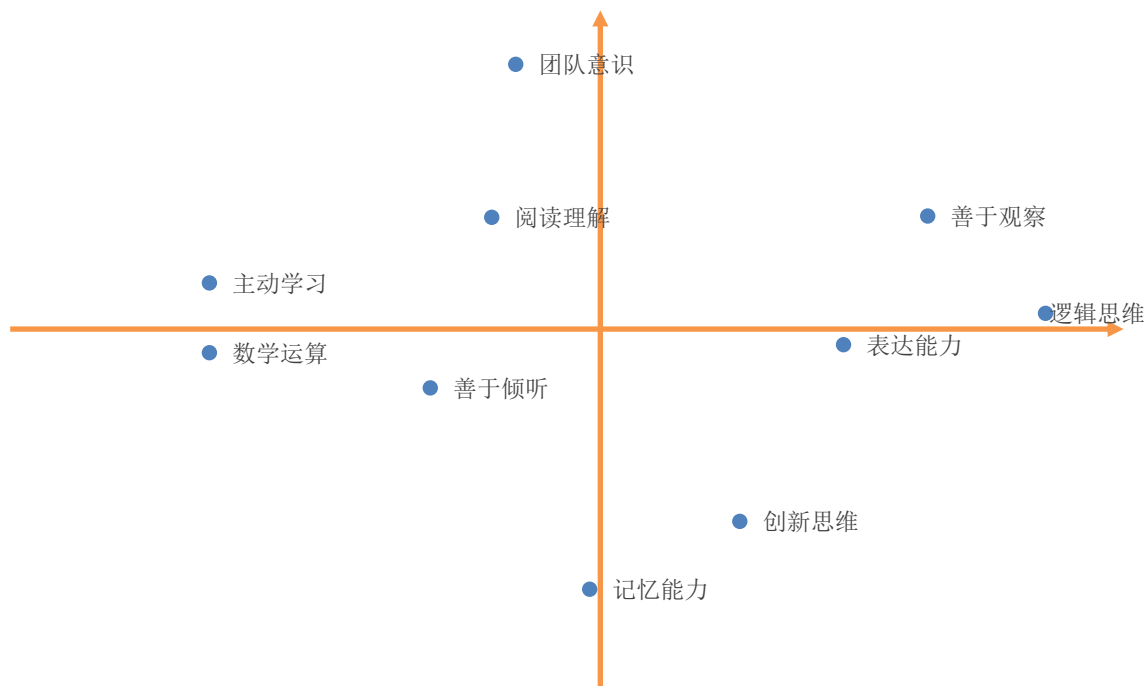 团队意识
阅读理解
善于观察
主动学习
逻辑思维
表达能力
数学运算
善于倾听
创新思维
记忆能力